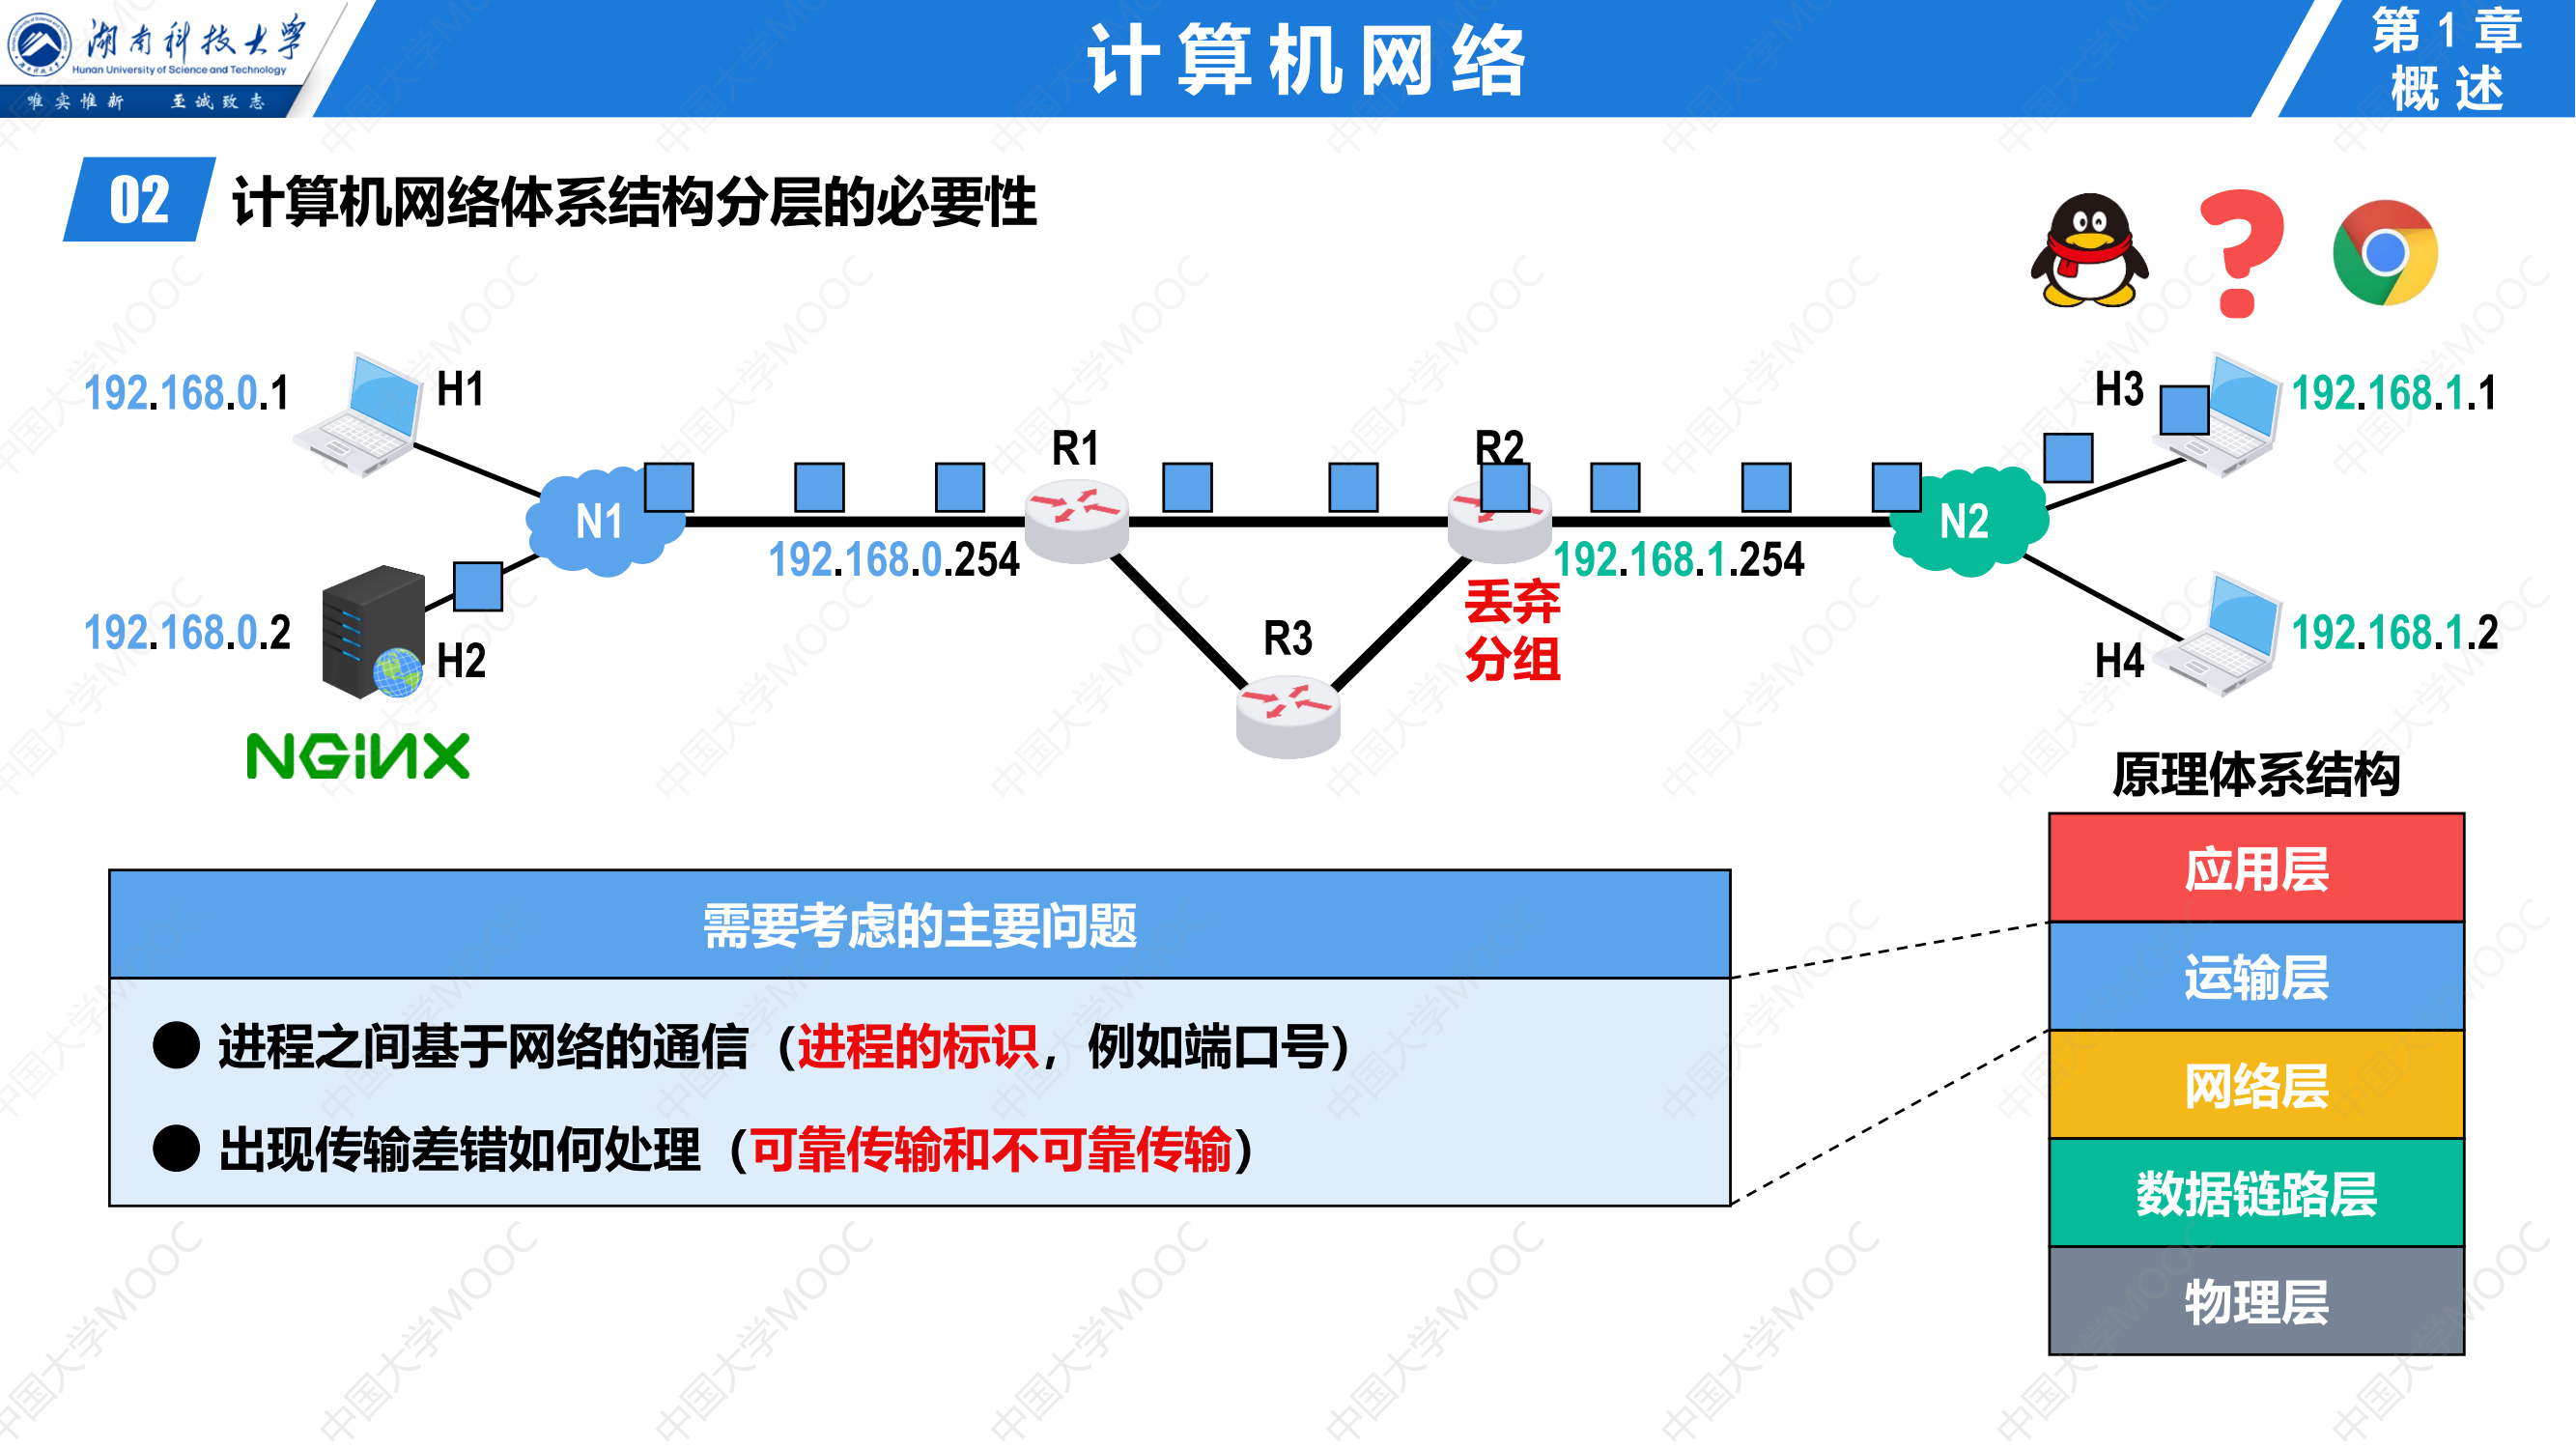 湖南科技大学
Hunan University of Science and Technology
唯实惟新 至诚致志
计算机网络
第1章
概述
02 计算机网络体系结构分层的必要性
192.168.0.1
H1
H3
192.168.1.1
R1
R2
N1
N2
192.168.0.254
192.168.1.254
丢弃
分组
192.168.0.2
H2
R3
H4
192.168.1.2
NGiNX
原理体系结构
应用层
运输层
网络层
数据链路层
物理层
需要考虑的主要问题
● 进程之间基于网络的通信（进程的标识，例如端口号）
● 出现传输差错如何处理（可靠传输和不可靠传输）
中国大学MOOC